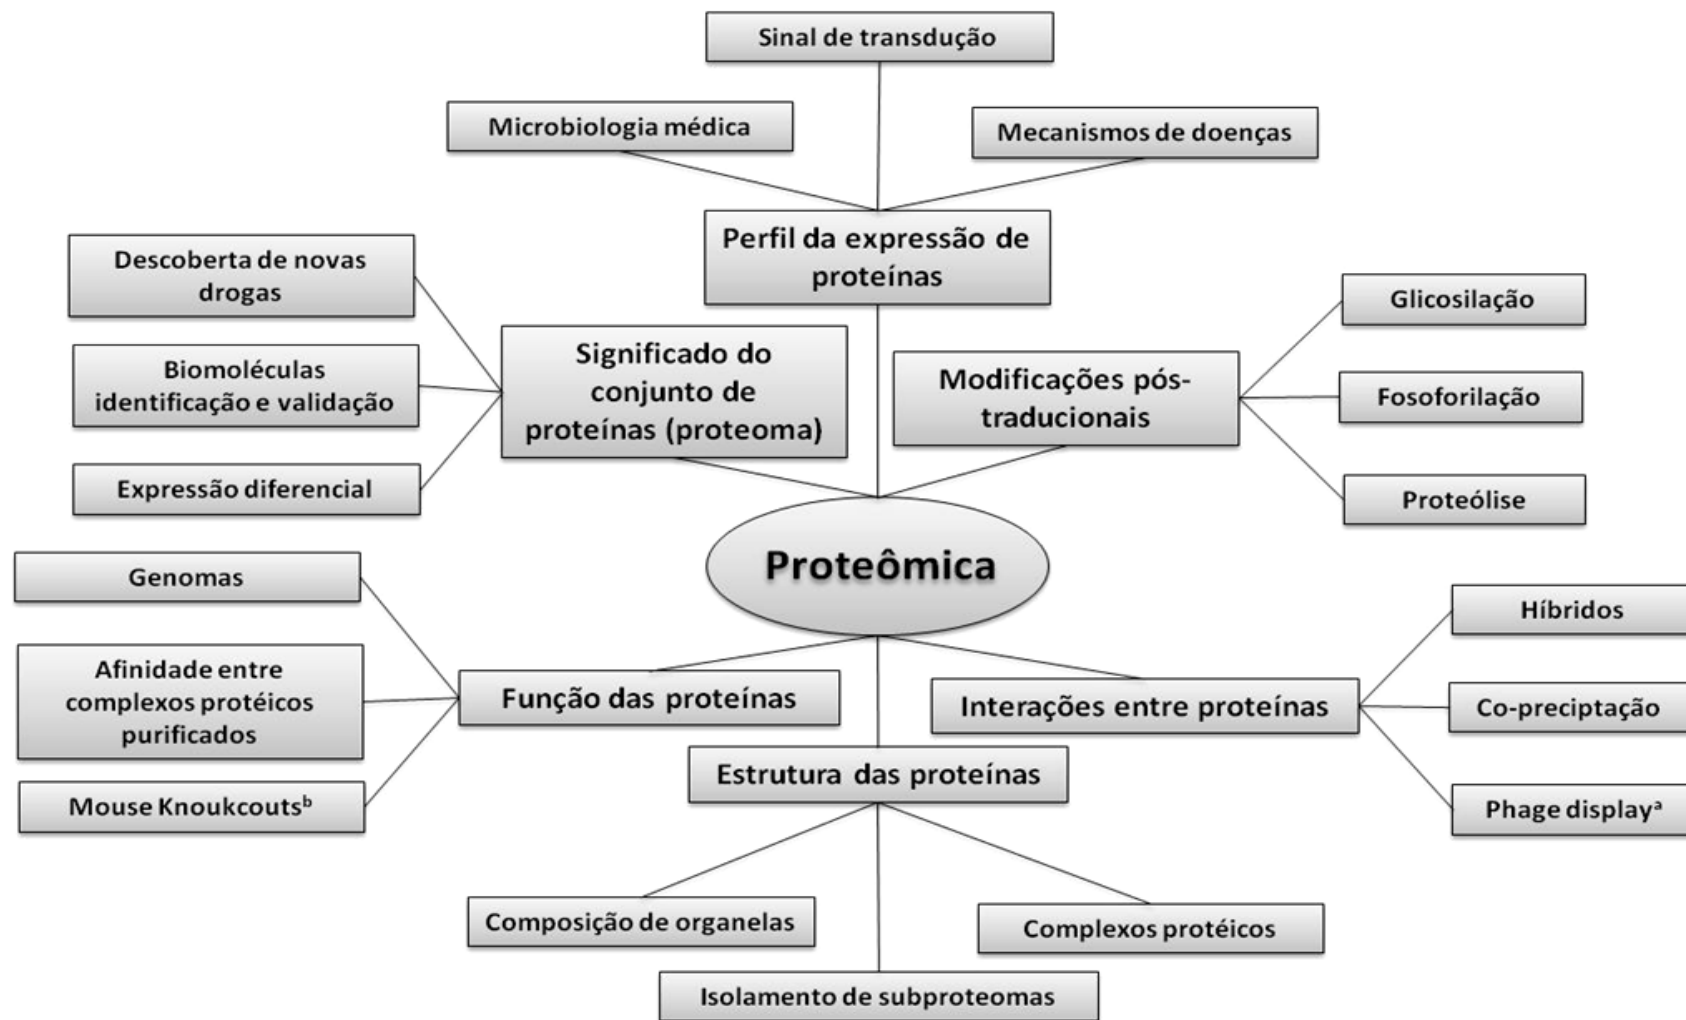 Sinal de transdução
Microbiologia médica
Mecanismos de doenças
Perfil da expressão de
proteínas
Descoberta de novas
drogas
Biomoléculas
identificação e validação
Expressão diferencial
Significado do
conjunto de
proteínas (proteoma)
Modificações pós-
traducionais
Glicosilação
Fosoforilação
Proteólise
Proteômica
Genomas
Afinidade entre
complexos protéicos
purificados
Mouse Knoukcoutsᵇ
Função das proteínas
Interações entre proteínas
Híbridos
Co-preciptação
Phage displayᵃ
Estrutura das proteínas
Composição de organelas
Complexos protéicos
Isolamento de subproteomas